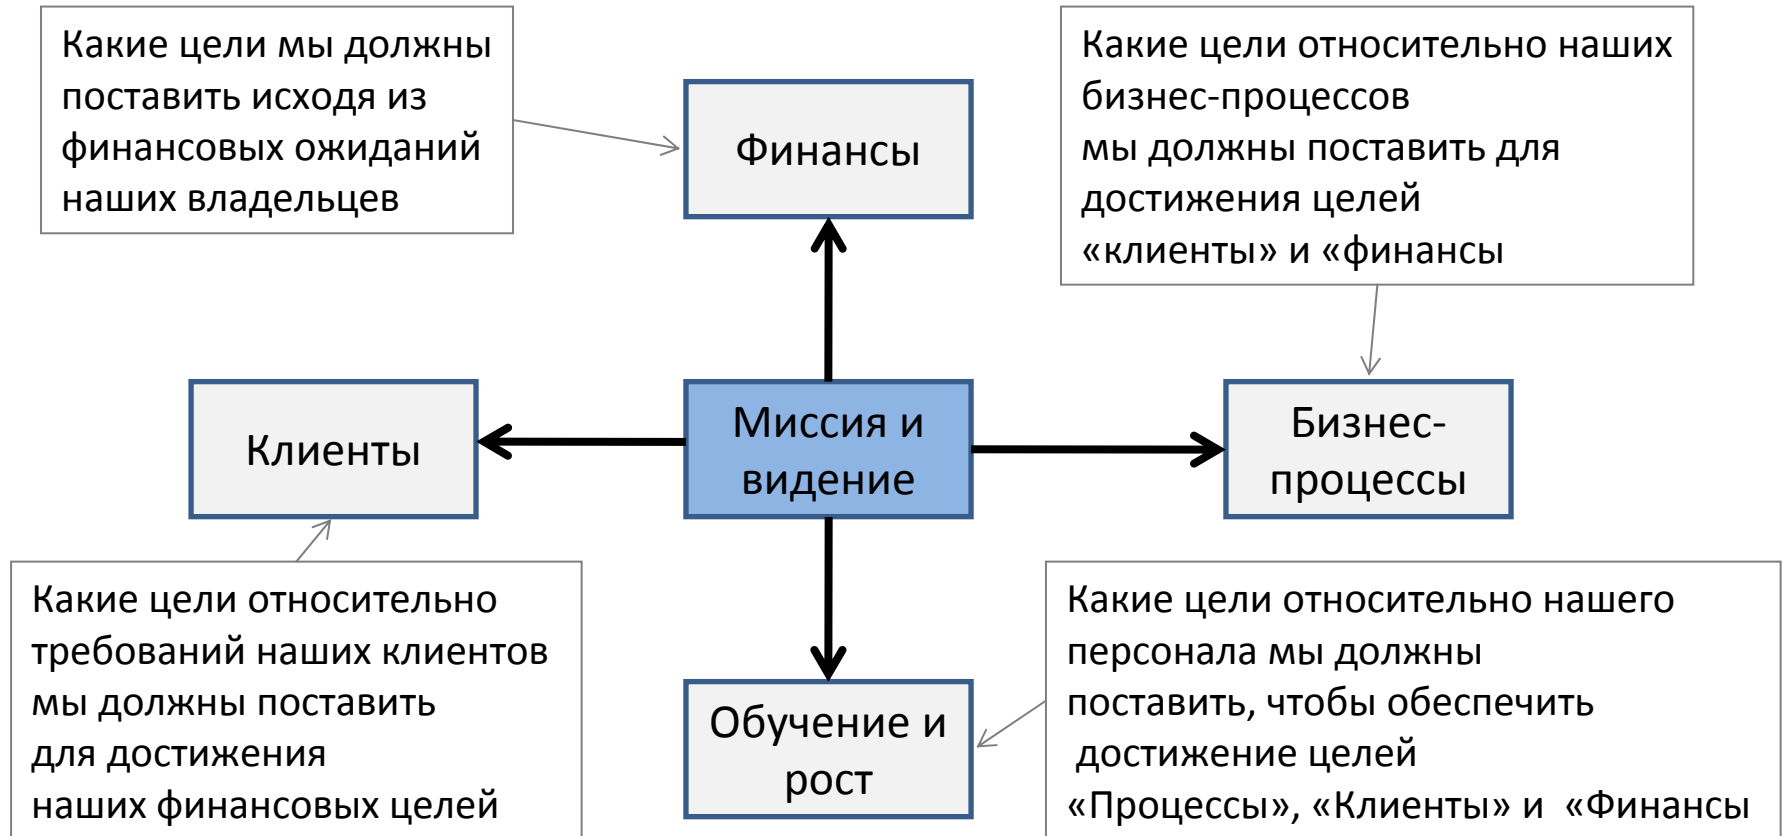 Какие цели мы должны
поставить исходя из
финансовых ожиданий
наших владельцев
Финансы
Какие цели относительно наших
бизнес-процессов
мы должны поставить для
достижения целей
«клиенты» и «финансы
Клиенты
Миссия и
видение
Бизнес-
процессы
Какие цели относительно
требований наших клиентов
мы должны поставить
для достижения
наших финансовых целей
Обучение и
рост
Какие цели относительно нашего
персонала мы должны
поставить, чтобы обеспечить
достижение целей
«Процессы», «Клиенты» и «Финансы